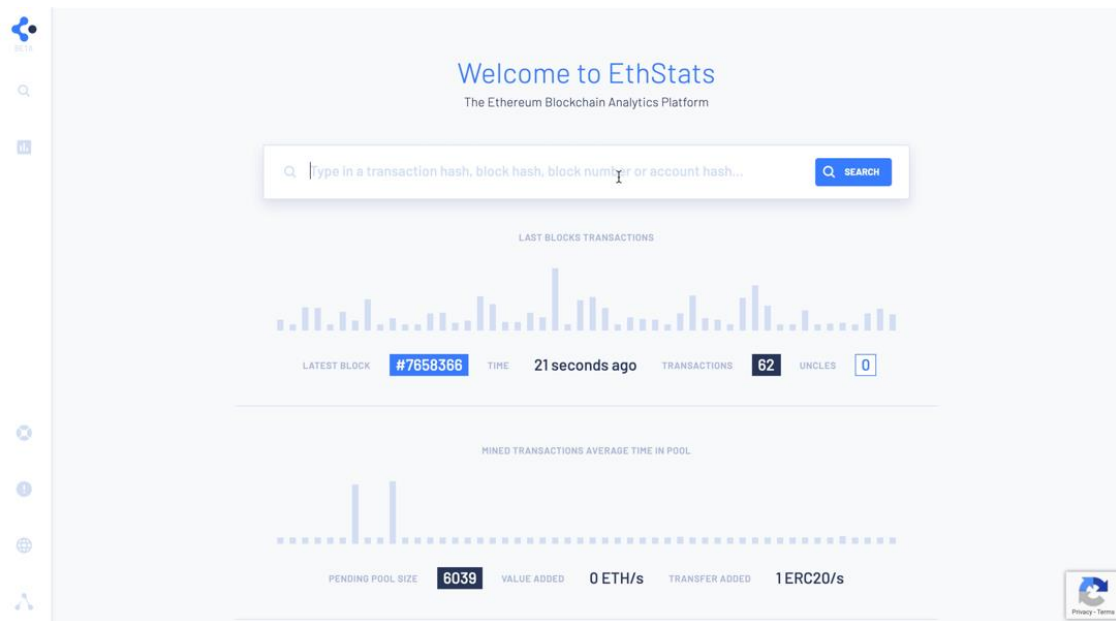 BETA
Welcome to EthStats
The Ethereum Blockchain Analytics Platform
Type in a transaction hash, block hash, block number or account hash...
SEARCH
LAST BLOCKS TRANSACTIONS
LATEST BLOCK #7658366 TIME 21 seconds ago TRANSACTIONS 62 UNCLES 0
MINED TRANSACTIONS AVERAGE TIME IN POOL
PENDING POOL SIZE 6039 VALUE ADDED 0 ETH/s TRANSFER ADDED 1 ERC20/s
Privacy - Terms